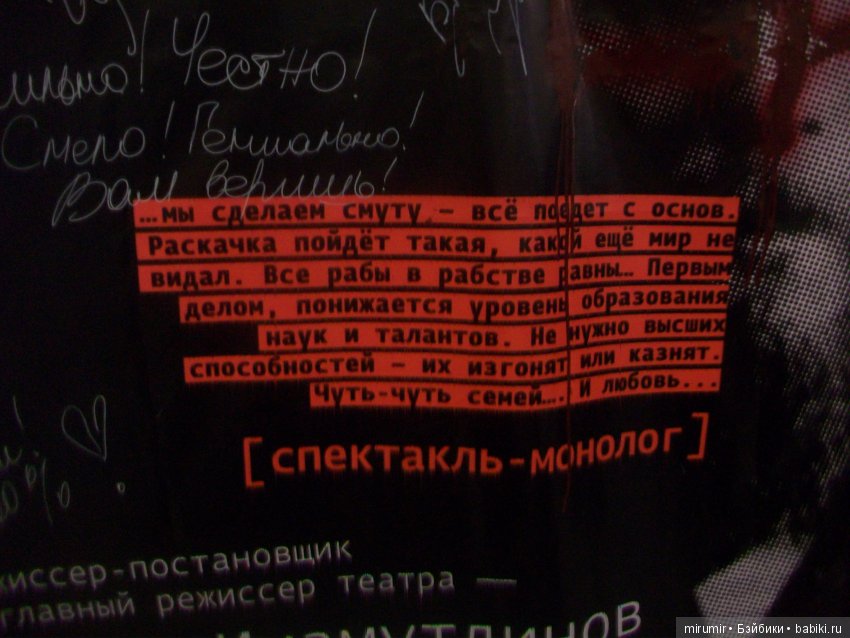 Честно!
Смело! Гениально!
Вам веришь!
…мы сделаем смуту – всё поедет с основ.
Раскачка пойдёт такая, какой ещё мир не
видал. Все рабы в рабстве равны… Первым
делом, понижается уровень образования
наук и талантов. Не нужно высших
способностей – их изгонят или казнят.
Чуть-чуть семей…. И любовь...
[спектакль-монолог]
жиссер-постановщик
главный режиссер театра —
mirumir • Бэйбики • babiki.ru